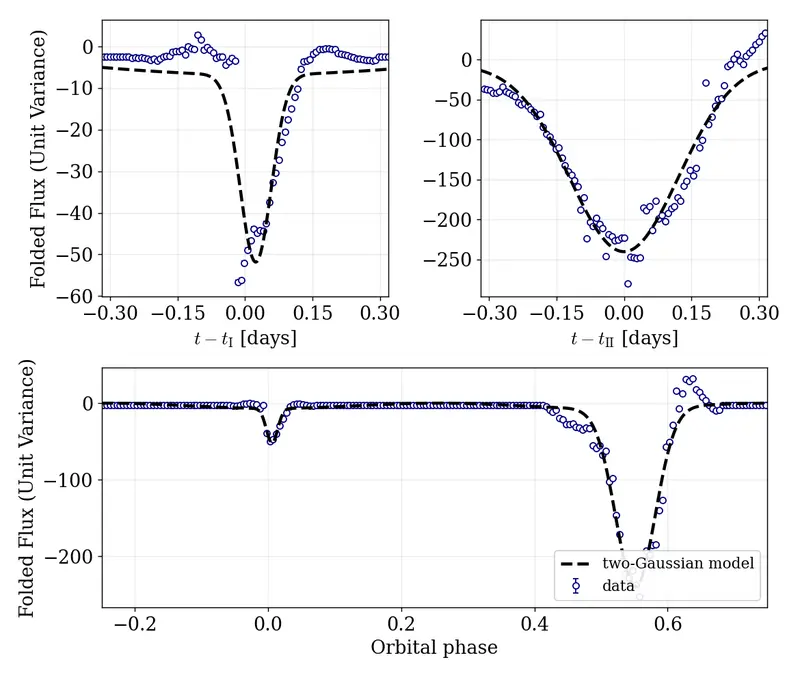 Folded Flux (Unit Variance)
0
−10
−20
−30
−40
−50
−60
−0.30 −0.15 0.00 0.15 0.30
t − tI [days]
0
−50
−100
−150
−200
−250
−0.30 −0.15 0.00 0.15 0.30
t − tII [days]
Folded Flux (Unit Variance)
0
−100
−200
−0.2 0.0 0.2 0.4 0.6
Orbital phase
two-Gaussian model
data